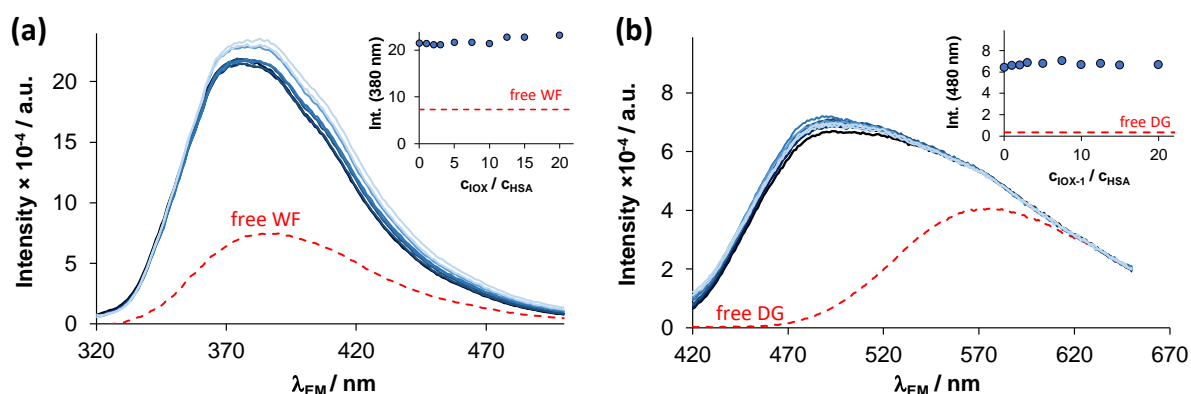 (a)
Intensity × 10⁻⁴ / a.u.
20
15
10
5
0
320
370
420
470
λEM / nm
free WF
Int. (380 nm)
20
10
0
0
5
10
15
20
free WF
cIOX / cHSA
(b)
Intensity ×10⁻⁴ / a.u.
8
6
4
2
0
420
470
520
570
620
670
λEM / nm
free DG
Int. (480 nm)
8
6
4
2
0
0
5
10
15
20
free DG
cIOX-1 / cHSA